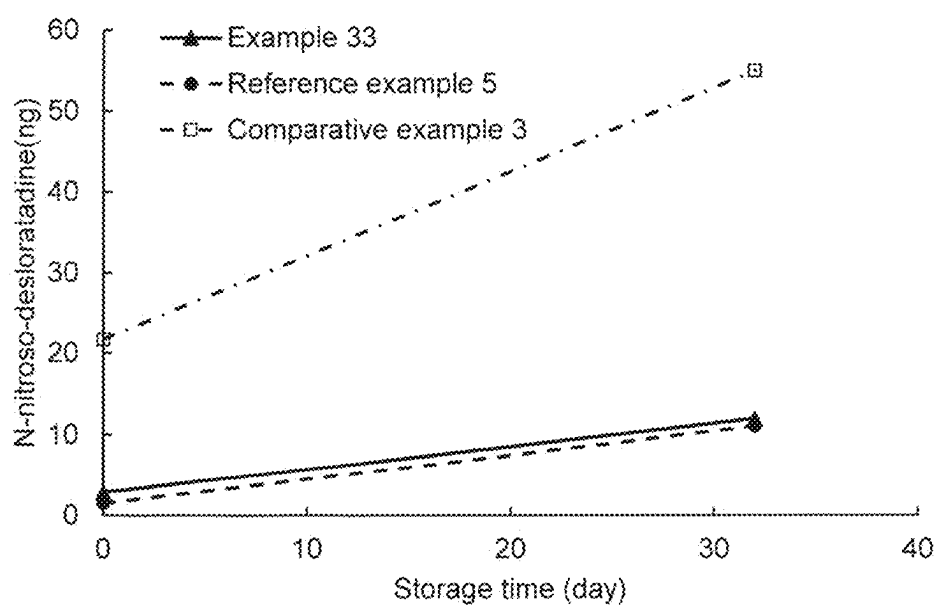 60
50
40
30
20
10
0
N-nitroso-desloratadine(ng)
Example 33
Reference example 5
Comparative example 3
0 10 20 30 40
Storage time (day)